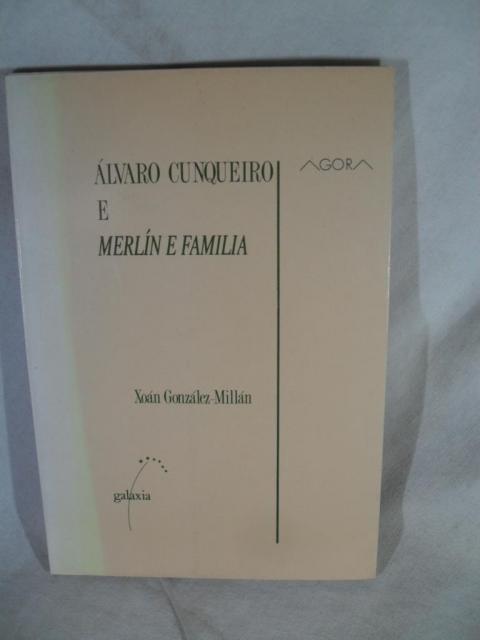 ÁLVARO CUNQUEIRO
E
MERLÍN E FAMILIA
AGORA
Xoán González-Millán
galaxia